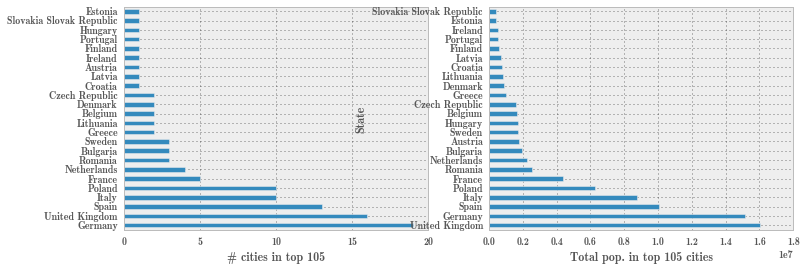 Estonia
Slovakia Slovak Republic
Hungary
Portugal
Finland
Ireland
Austria
Latvia
Croatia
Czech Republic
Denmark
Belgium
Lithuania
Greece
Sweden
Bulgaria
Romania
Netherlands
France
Poland
Italy
Spain
United Kingdom
Germany
0 5 10 15 20
# cities in top 105
State
Slovakia Slovak Republic
Estonia
Ireland
Portugal
Finland
Latvia
Croatia
Lithuania
Denmark
Greece
Czech Republic
Belgium
Hungary
Sweden
Austria
Bulgaria
Netherlands
Romania
France
Poland
Italy
Spain
Germany
United Kingdom
0.0 0.2 0.4 0.6 0.8 1.0 1.2 1.4 1.6 1.8
1e7
Total pop. in top 105 cities